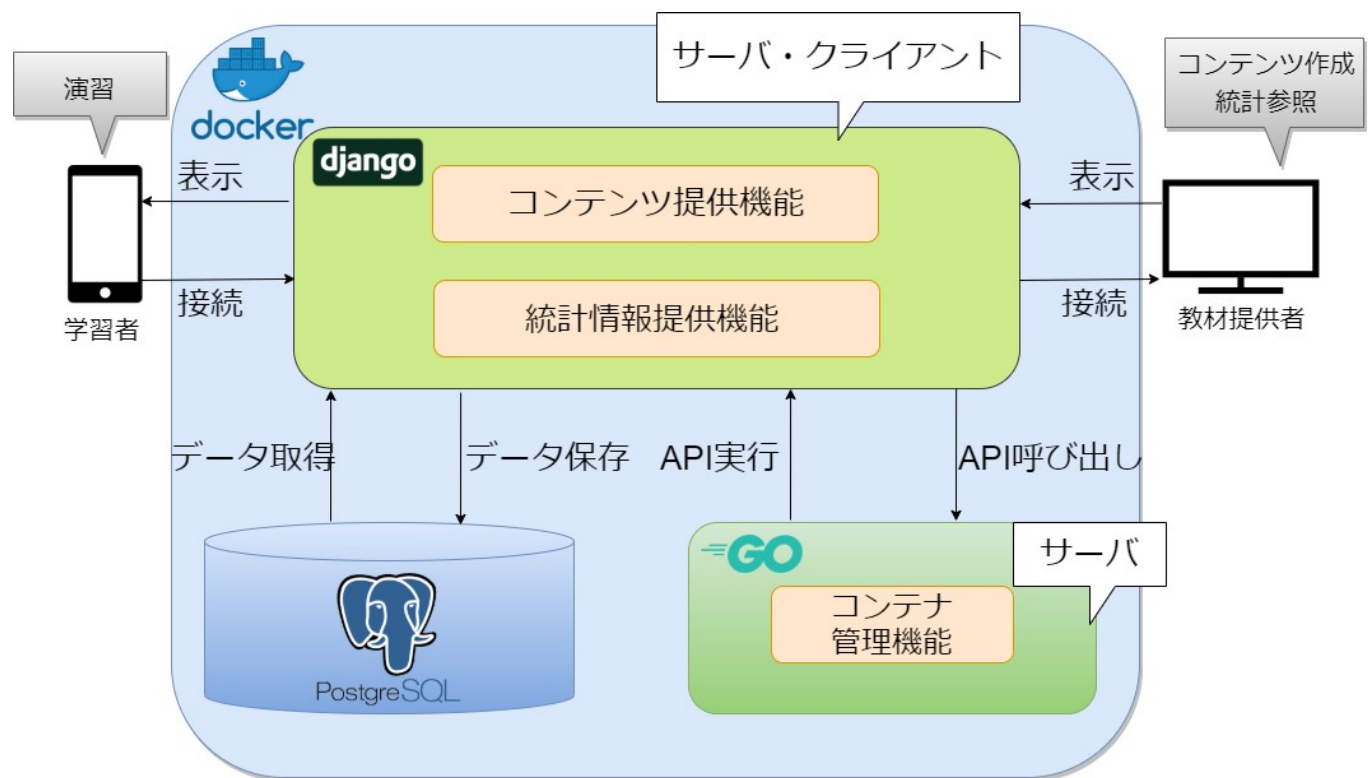 サーバ・クライアント
演習
コンテンツ作成
統計参照
docker
django
表示
コンテンツ提供機能
表示
接続
統計情報提供機能
接続
学習者
教材提供者
データ取得
データ保存
API実行
API呼び出し
GO
サーバ
コンテナ
管理機能
PostgreSQL